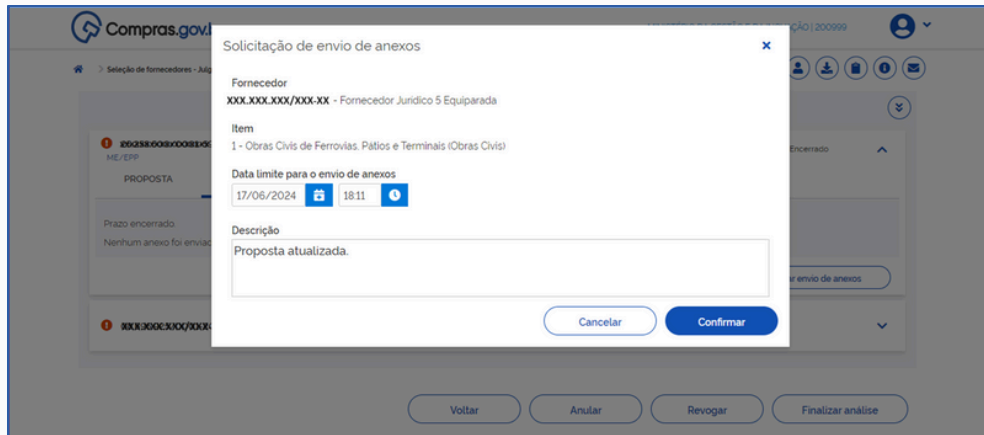 Compras.gov.b
ÇÃO | 200999
Solicitação de envio de anexos
Seleção de fornecedores - Julg
Fornecedor
XXX.XXX.XXX/XXX-XX - Fornecedor Jurídico 5 Equiparada
Item
1 - Obras Civis de Ferrovias, Pátios e Terminais (Obras Civis)
Encerrado
ME/EPP
PROPOSTA
Data limite para o envio de anexos
17/06/2024 18:11
Prazo encerrado.
Nenhum anexo foi enviad
Descrição
Proposta atualizada.
r envio de anexos
Cancelar Confirmar
Voltar Anular Revogar Finalizar análise